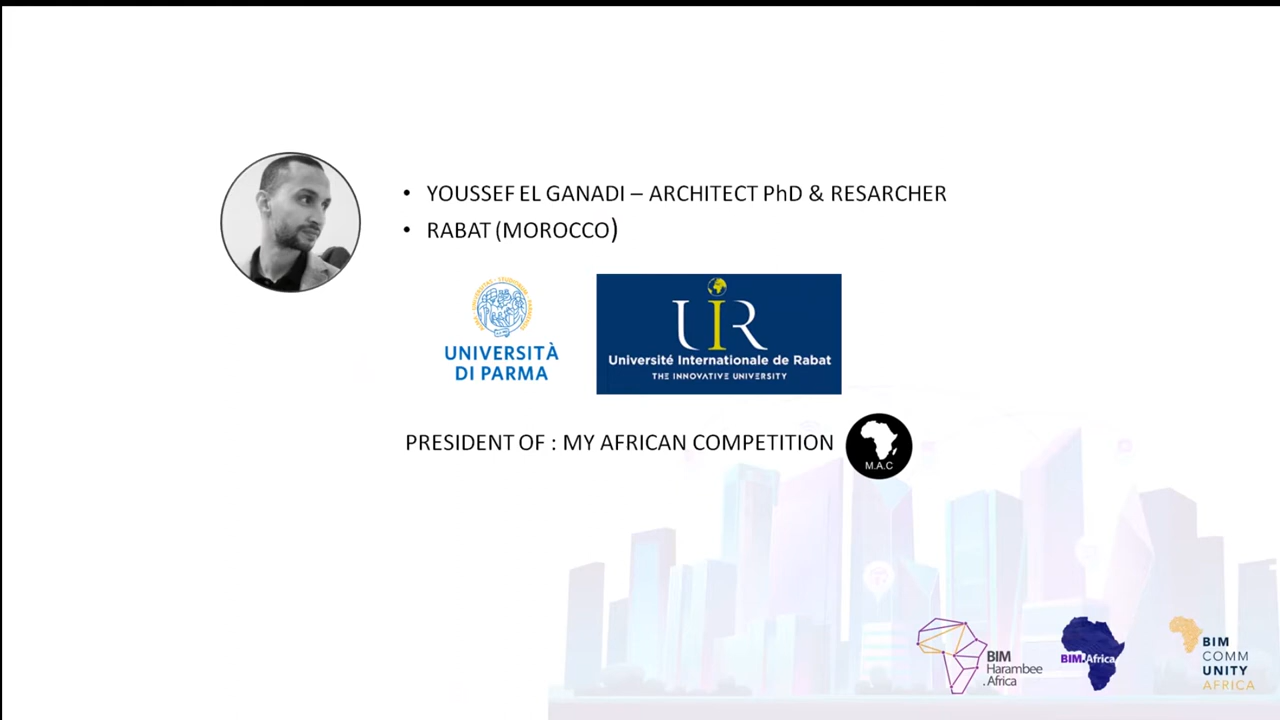 • YOUSSEF EL GANADI – ARCHITECT PhD & RESARCHER
• RABAT (MOROCCO)
UNIVERSITÀ
DI PARMA
UIR
Université Internationale de Rabat
THE INNOVATIVE UNIVERSITY
PRESIDENT OF : MY AFRICAN COMPETITION
M.A.C
BIM
Harambee
.Africa
BIM.Africa
BIM
COMM
UNITY
AFRICA